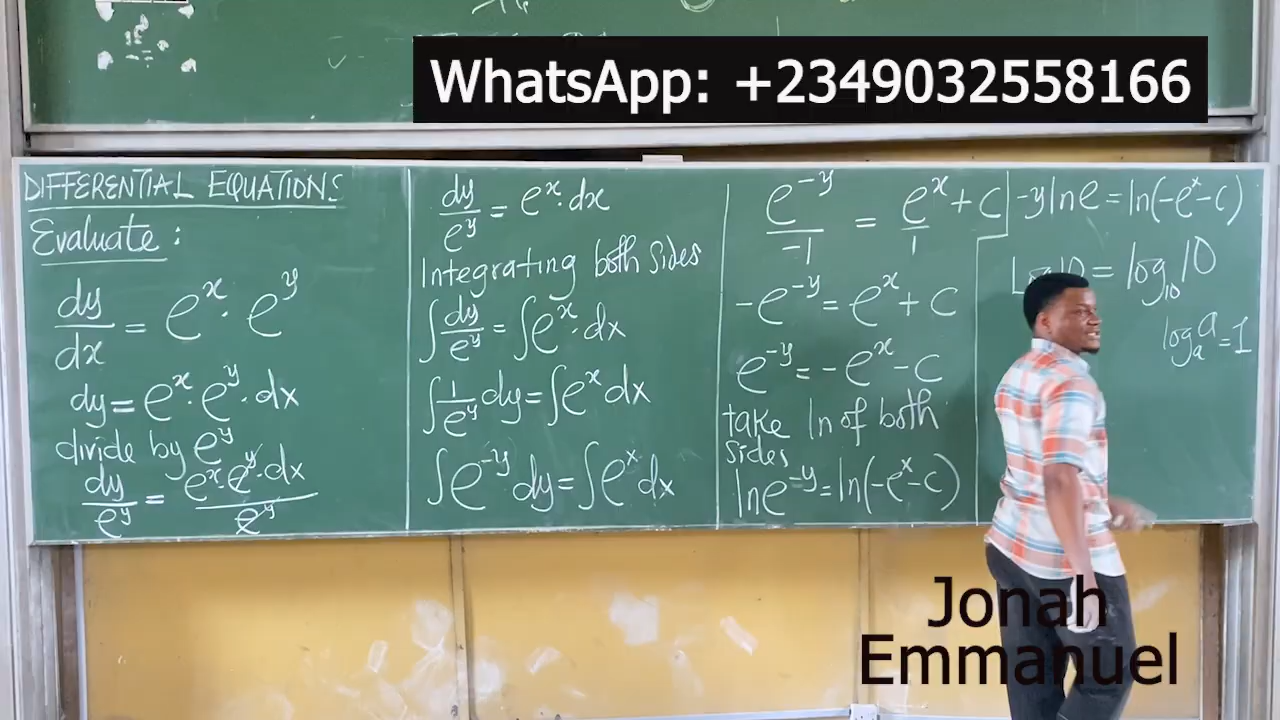 WhatsApp: +2349032558166
DIFFERENTIAL EQUATIONS
Evaluate:
dy/dx = e^x · e^y
dy = e^x · e^y · dx
divide by e^y
dy/e^y = e^x · e^y · dx / e^y
dy/e^y = e^x · dx
Integrating both sides
∫ dy/e^y = ∫ e^x · dx
∫ 1/e^y dy = ∫ e^x dx
∫ e^-y dy = ∫ e^x dx
e^-y/-1 = e^x/1 + c
-e^-y = e^x + c
e^-y = -e^x - c
take ln of both
sides
ln e^-y = ln(-e^x - c)
-y ln e = ln(-e^x - c)
= log_10 10
log_a a = 1
Jonah
Emmanuel